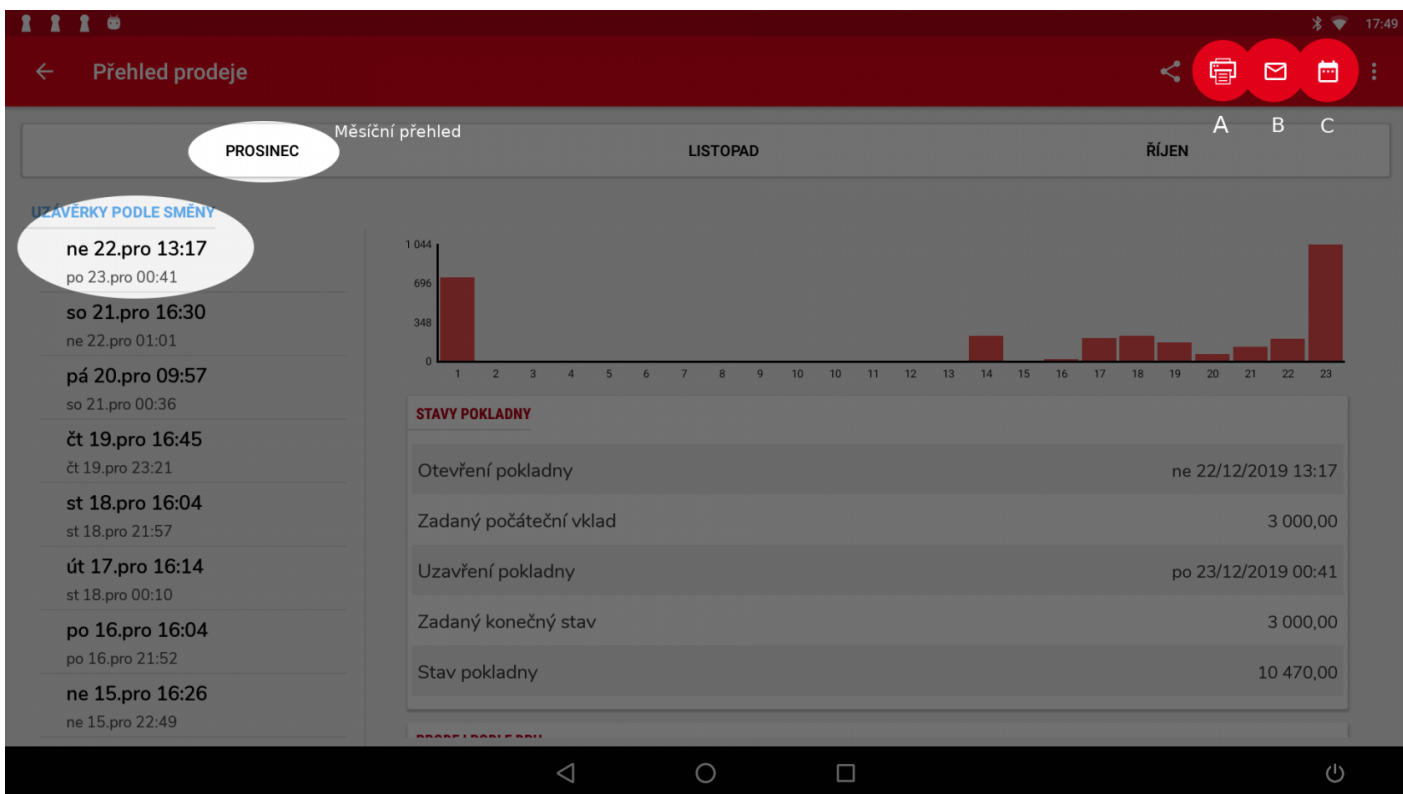 17:49
Přehled prodeje
A B C
Měsíční přehled
PROSINEC LISTOPAD ŘÍJEN
UZÁVĚRKY PODLE SMĚNY
ne 22.pro 13:17
po 23.pro 00:41
so 21.pro 16:30
ne 22.pro 01:01
pá 20.pro 09:57
so 21.pro 00:36
čt 19.pro 16:45
čt 19.pro 23:21
st 18.pro 16:04
st 18.pro 21:57
út 17.pro 16:14
st 18.pro 00:10
po 16.pro 16:04
po 16.pro 21:52
ne 15.pro 16:26
ne 15.pro 22:49
1 044
696
348
0
1 2 3 4 5 6 7 8 9 10 10 11 12 13 14 15 16 17 18 19 20 21 22 23
STAVY POKLADNY
Otevření pokladny ne 22/12/2019 13:17
Zadaný počáteční vklad 3 000,00
Uzavření pokladny po 23/12/2019 00:41
Zadaný konečný stav 3 000,00
Stav pokladny 10 470,00